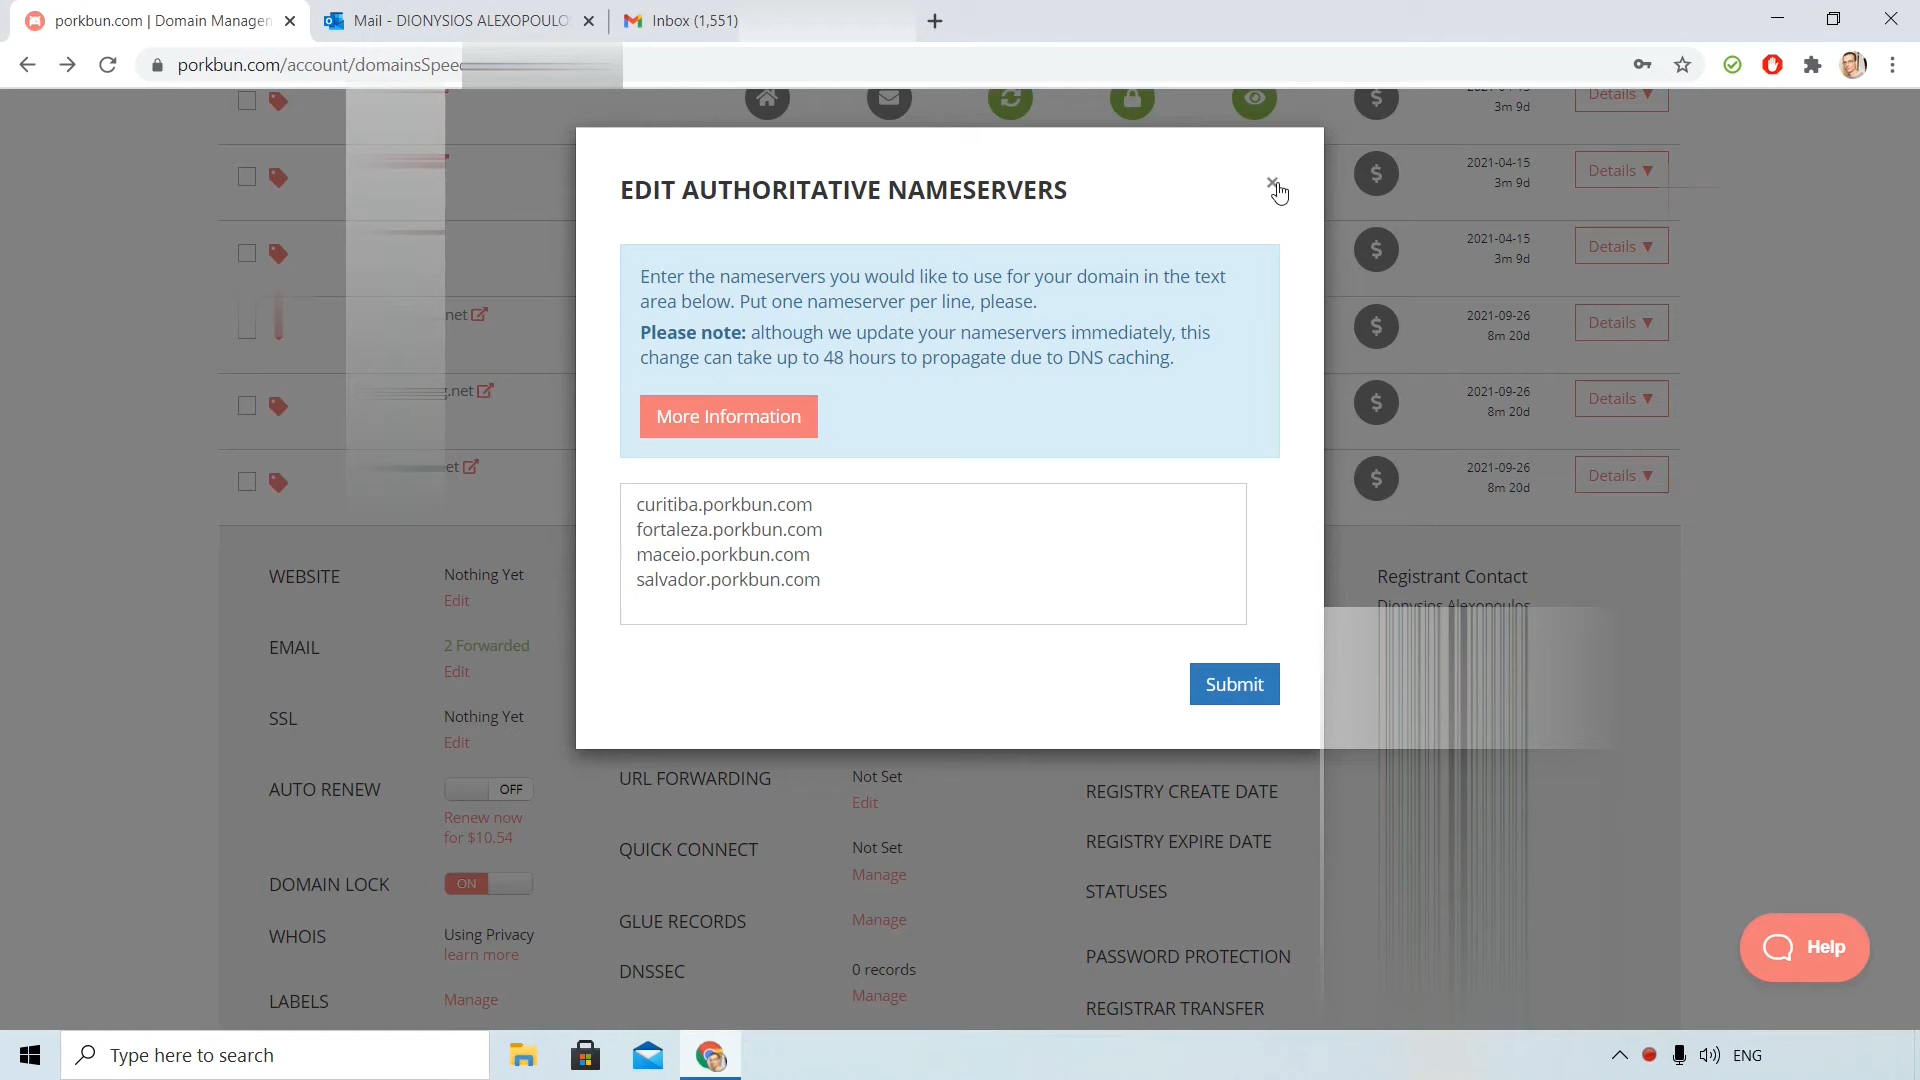 porkbun.com | Domain Managen
Mail - DIONYSIOS ALEXOPOULO
Inbox (1,551)
porkbun.com/account/domainsSpeed
Details ▼
3m 9d
2021-04-15
3m 9d
Details ▼
2021-04-15
3m 9d
Details ▼
.net
2021-09-26
8m 20d
Details ▼
.net
2021-09-26
8m 20d
Details ▼
et
2021-09-26
8m 20d
Details ▼
EDIT AUTHORITATIVE NAMESERVERS
×
Enter the nameservers you would like to use for your domain in the text
area below. Put one nameserver per line, please.
Please note: although we update your nameservers immediately, this
change can take up to 48 hours to propagate due to DNS caching.
More Information
curitiba.porkbun.com
fortaleza.porkbun.com
maceio.porkbun.com
salvador.porkbun.com
Submit
WEBSITE
Nothing Yet
Edit
EMAIL
2 Forwarded
Edit
SSL
Nothing Yet
Edit
AUTO RENEW
OFF
Renew now
for $10.54
DOMAIN LOCK
ON
WHOIS
Using Privacy
learn more
LABELS
Manage
URL FORWARDING
Not Set
Edit
QUICK CONNECT
Not Set
Manage
GLUE RECORDS
Manage
DNSSEC
0 records
Manage
Registrant Contact
Dionysios Alexopoulos
REGISTRY CREATE DATE
REGISTRY EXPIRE DATE
STATUSES
PASSWORD PROTECTION
REGISTRAR TRANSFER
Help
Type here to search
ENG